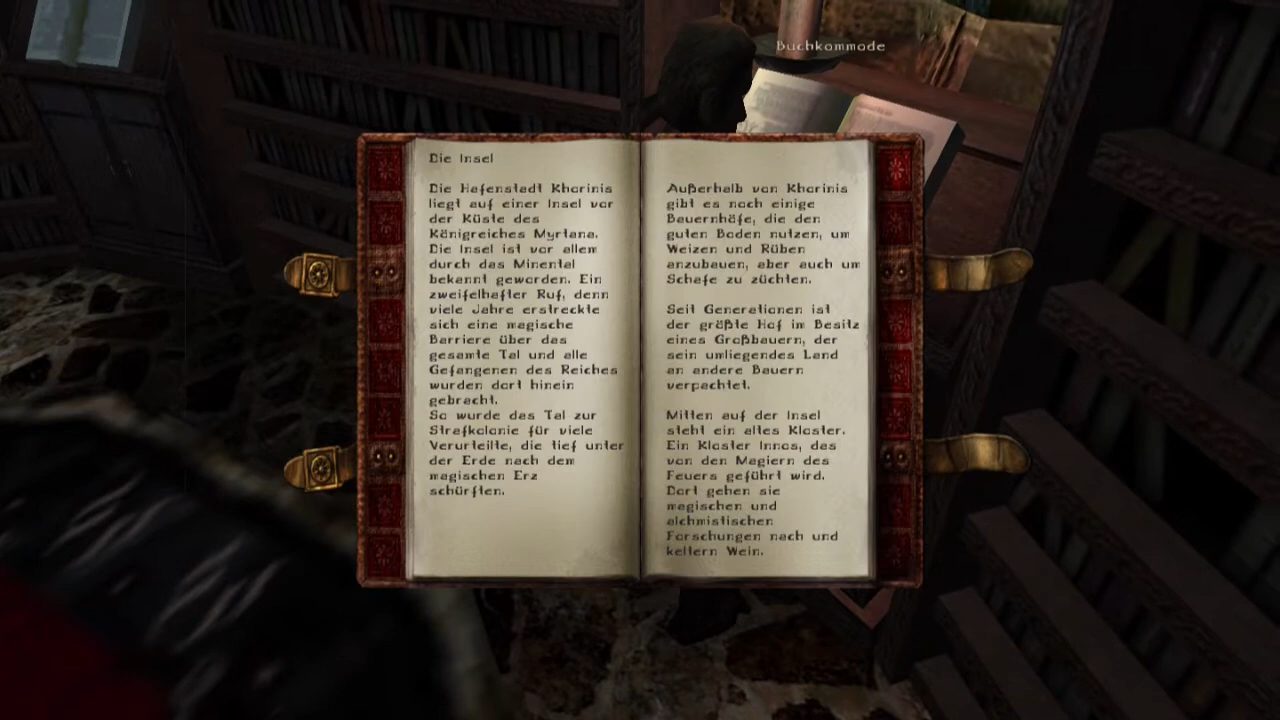 Buchkommode
Die Insel
Die Hafenstadt Khorinis
liegt auf einer Insel vor
der Küste des
Königreiches Myrtana.
Die Insel ist vor allem
durch das Minental
bekannt geworden. Ein
zweifelhafter Ruf, denn
viele Jahre erstreckte
sich eine magische
Barriere über das
gesamte Tal und alle
Gefangenen des Reiches
wurden dort hinein
gebracht.
So wurde das Tal zur
Strafkolonie für viele
Verurteilte, die tief unter
der Erde nach dem
magischen Erz
schürften.
Außerhalb von Khorinis
gibt es noch einige
Bauernhöfe, die den
guten Boden nutzen, um
Weizen und Rüben
anzubauen, aber auch um
Schafe zu züchten.
Seit Generationen ist
der größte Hof im Besitz
eines Großbauern, der
sein umliegendes Land
an andere Bauern
verpachtet.
Mitten auf der Insel
steht ein altes Kloster.
Ein Kloster Innos, das
von den Magiern des
Feuers geführt wird.
Dort gehen sie
magischen und
alchmistischen
Forschungen nach und
keltern Wein.